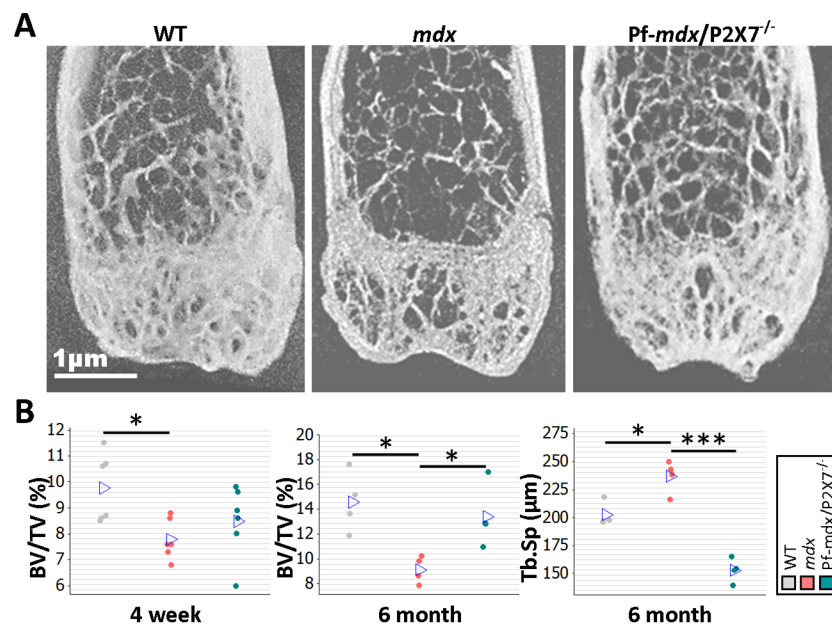 A
WT
mdx
Pf-mdx/P2X7-/-
1µm
B
BV/TV (%)
12
11
10
9
8
7
6
*
4 week
BV/TV (%)
20
18
16
14
12
10
8
*
*
6 month
Tb.Sp (µm)
275
250
225
200
175
150
*
***
6 month
WT
mdx
Pf-mdx/P2X7-/-